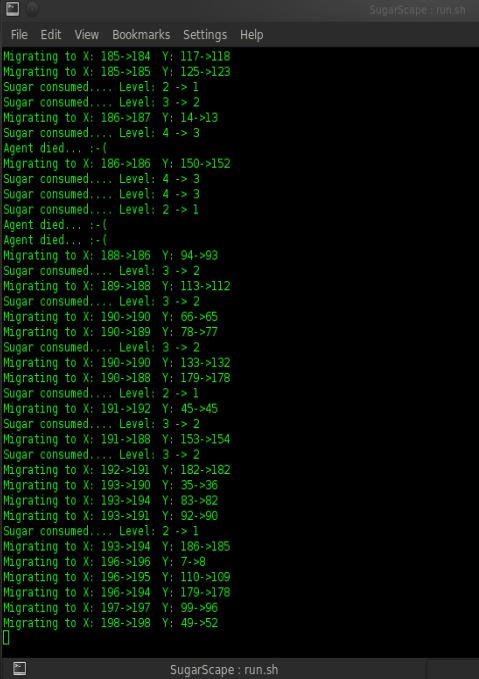 SugarScape : run.sh
File Edit View Bookmarks Settings Help
Migrating to X: 185->184 Y: 117->118
Migrating to X: 185->185 Y: 125->123
Sugar consumed.... Level: 2 -> 1
Sugar consumed.... Level: 3 -> 2
Migrating to X: 186->187 Y: 14->13
Sugar consumed.... Level: 4 -> 3
Agent died... :-(
Migrating to X: 186->186 Y: 150->152
Sugar consumed.... Level: 4 -> 3
Sugar consumed.... Level: 4 -> 3
Sugar consumed.... Level: 2 -> 1
Agent died... :-(
Agent died... :-(
Migrating to X: 188->186 Y: 94->93
Sugar consumed.... Level: 3 -> 2
Migrating to X: 189->188 Y: 113->112
Sugar consumed.... Level: 3 -> 2
Migrating to X: 190->190 Y: 66->65
Migrating to X: 190->189 Y: 78->77
Sugar consumed.... Level: 3 -> 2
Migrating to X: 190->190 Y: 133->132
Migrating to X: 190->188 Y: 179->178
Sugar consumed.... Level: 2 -> 1
Migrating to X: 191->192 Y: 45->45
Sugar consumed.... Level: 3 -> 2
Migrating to X: 191->188 Y: 153->154
Sugar consumed.... Level: 3 -> 2
Migrating to X: 192->191 Y: 182->182
Migrating to X: 193->190 Y: 35->36
Migrating to X: 193->194 Y: 83->82
Migrating to X: 193->191 Y: 92->90
Sugar consumed.... Level: 2 -> 1
Migrating to X: 193->194 Y: 186->185
Migrating to X: 196->196 Y: 7->8
Migrating to X: 196->195 Y: 110->109
Migrating to X: 196->194 Y: 179->178
Migrating to X: 197->197 Y: 99->96
Migrating to X: 198->198 Y: 49->52
SugarScape : run.sh